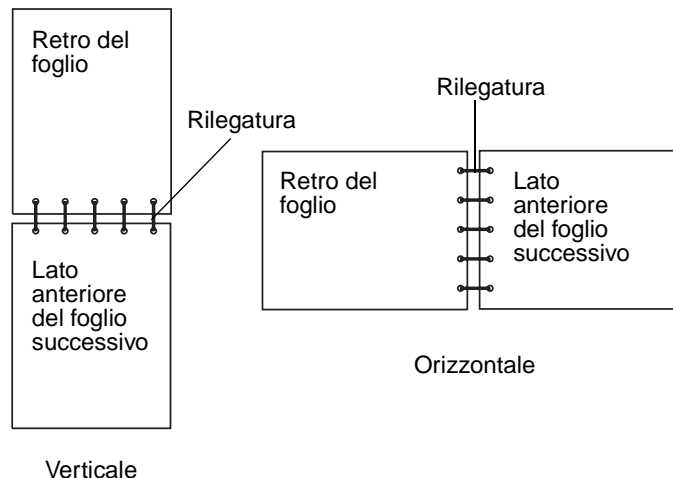 Retro del
foglio
Rilegatura
Lato
anteriore
del foglio
successivo
Verticale
Rilegatura
Retro del
foglio
Lato
anteriore
del foglio
successivo
Orizzontale